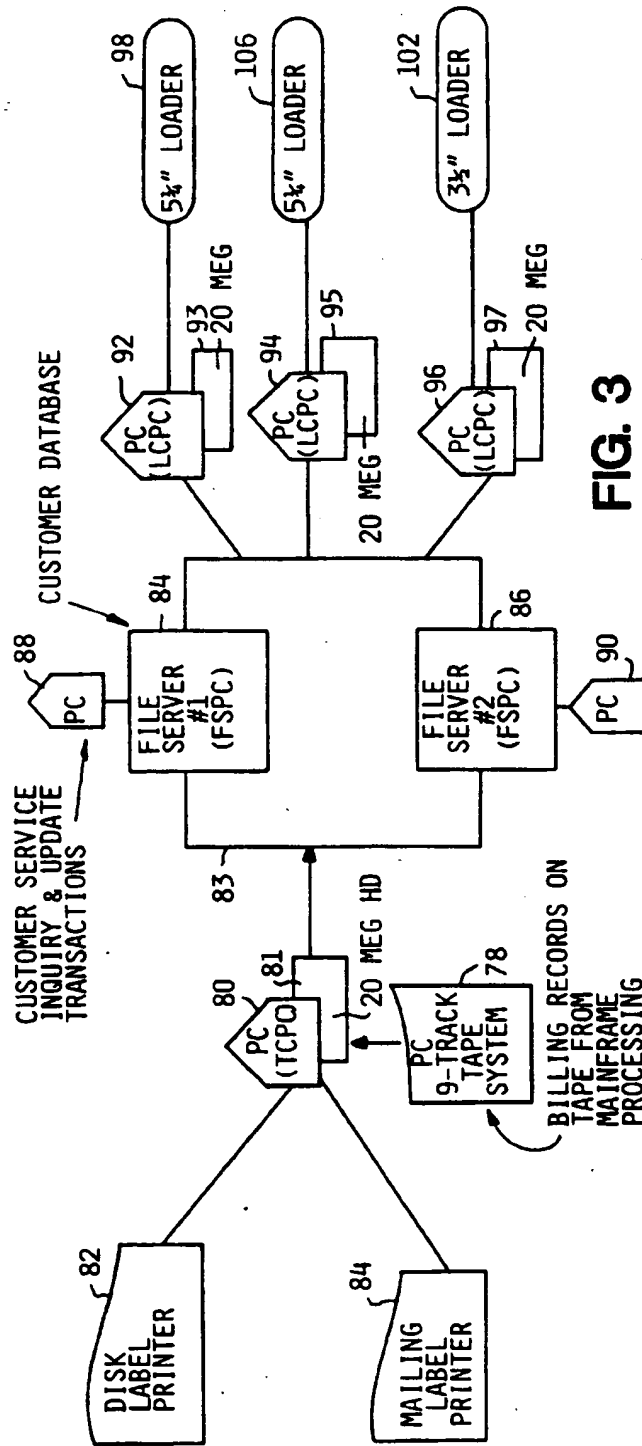 82
DISK
LABEL
PRINTER
84
MAILING
LABEL
PRINTER
80
PC
(TCPC)
81
20 MEG HD
78
PC
9-TRACK
TAPE
SYSTEM
BILLING RECORDS ON
TAPE FROM
MAINFRAME
PROCESSING
CUSTOMER SERVICE
INQUIRY & UPDATE
TRANSACTIONS
83
88
PC
CUSTOMER DATABASE
84
FILE
SERVER
#1
(FSPC)
86
FILE
SERVER
#2
(FSPC)
90
PC
92
PC
(LCPC)
93
20 MEG
98
5¼" LOADER
94
PC
(LCPC)
95
20 MEG
106
5¼" LOADER
96
PC
(LCPC)
97
20 MEG
102
3½" LOADER
FIG. 3